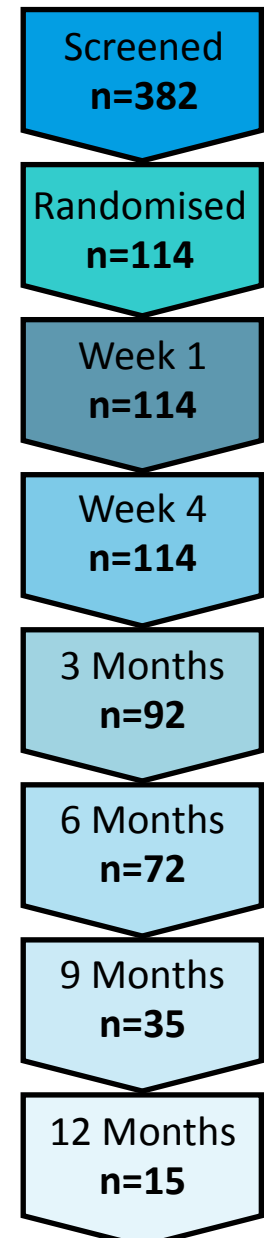 Screened
n=382
Randomised
n=114
Week 1
n=114
Week 4
n=114
3 Months
n=92
6 Months
n=72
9 Months
n=35
12 Months
n=15